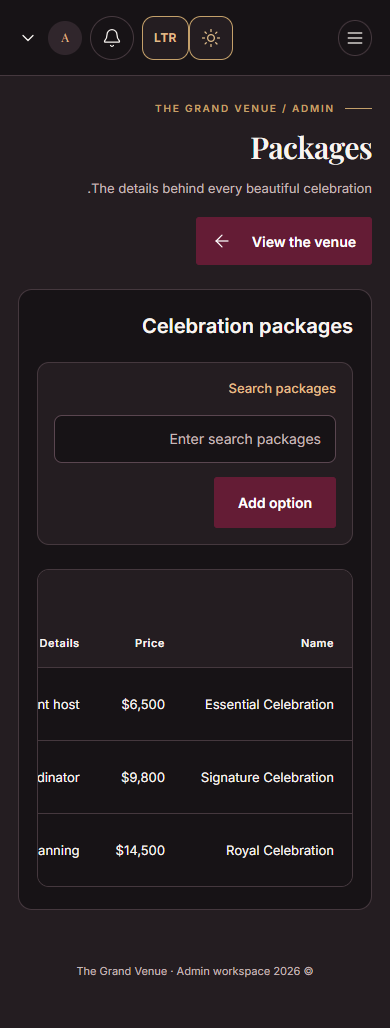 LTR
A
THE GRAND VENUE / ADMIN
Packages
.The details behind every beautiful celebration
View the venue
Celebration packages
Search packages
Enter search packages
Add option
Name Price Details
Essential Celebration $6,500 nt host
Signature Celebration $9,800 dinator
Royal Celebration $14,500 anning
The Grand Venue · Admin workspace 2026 ©